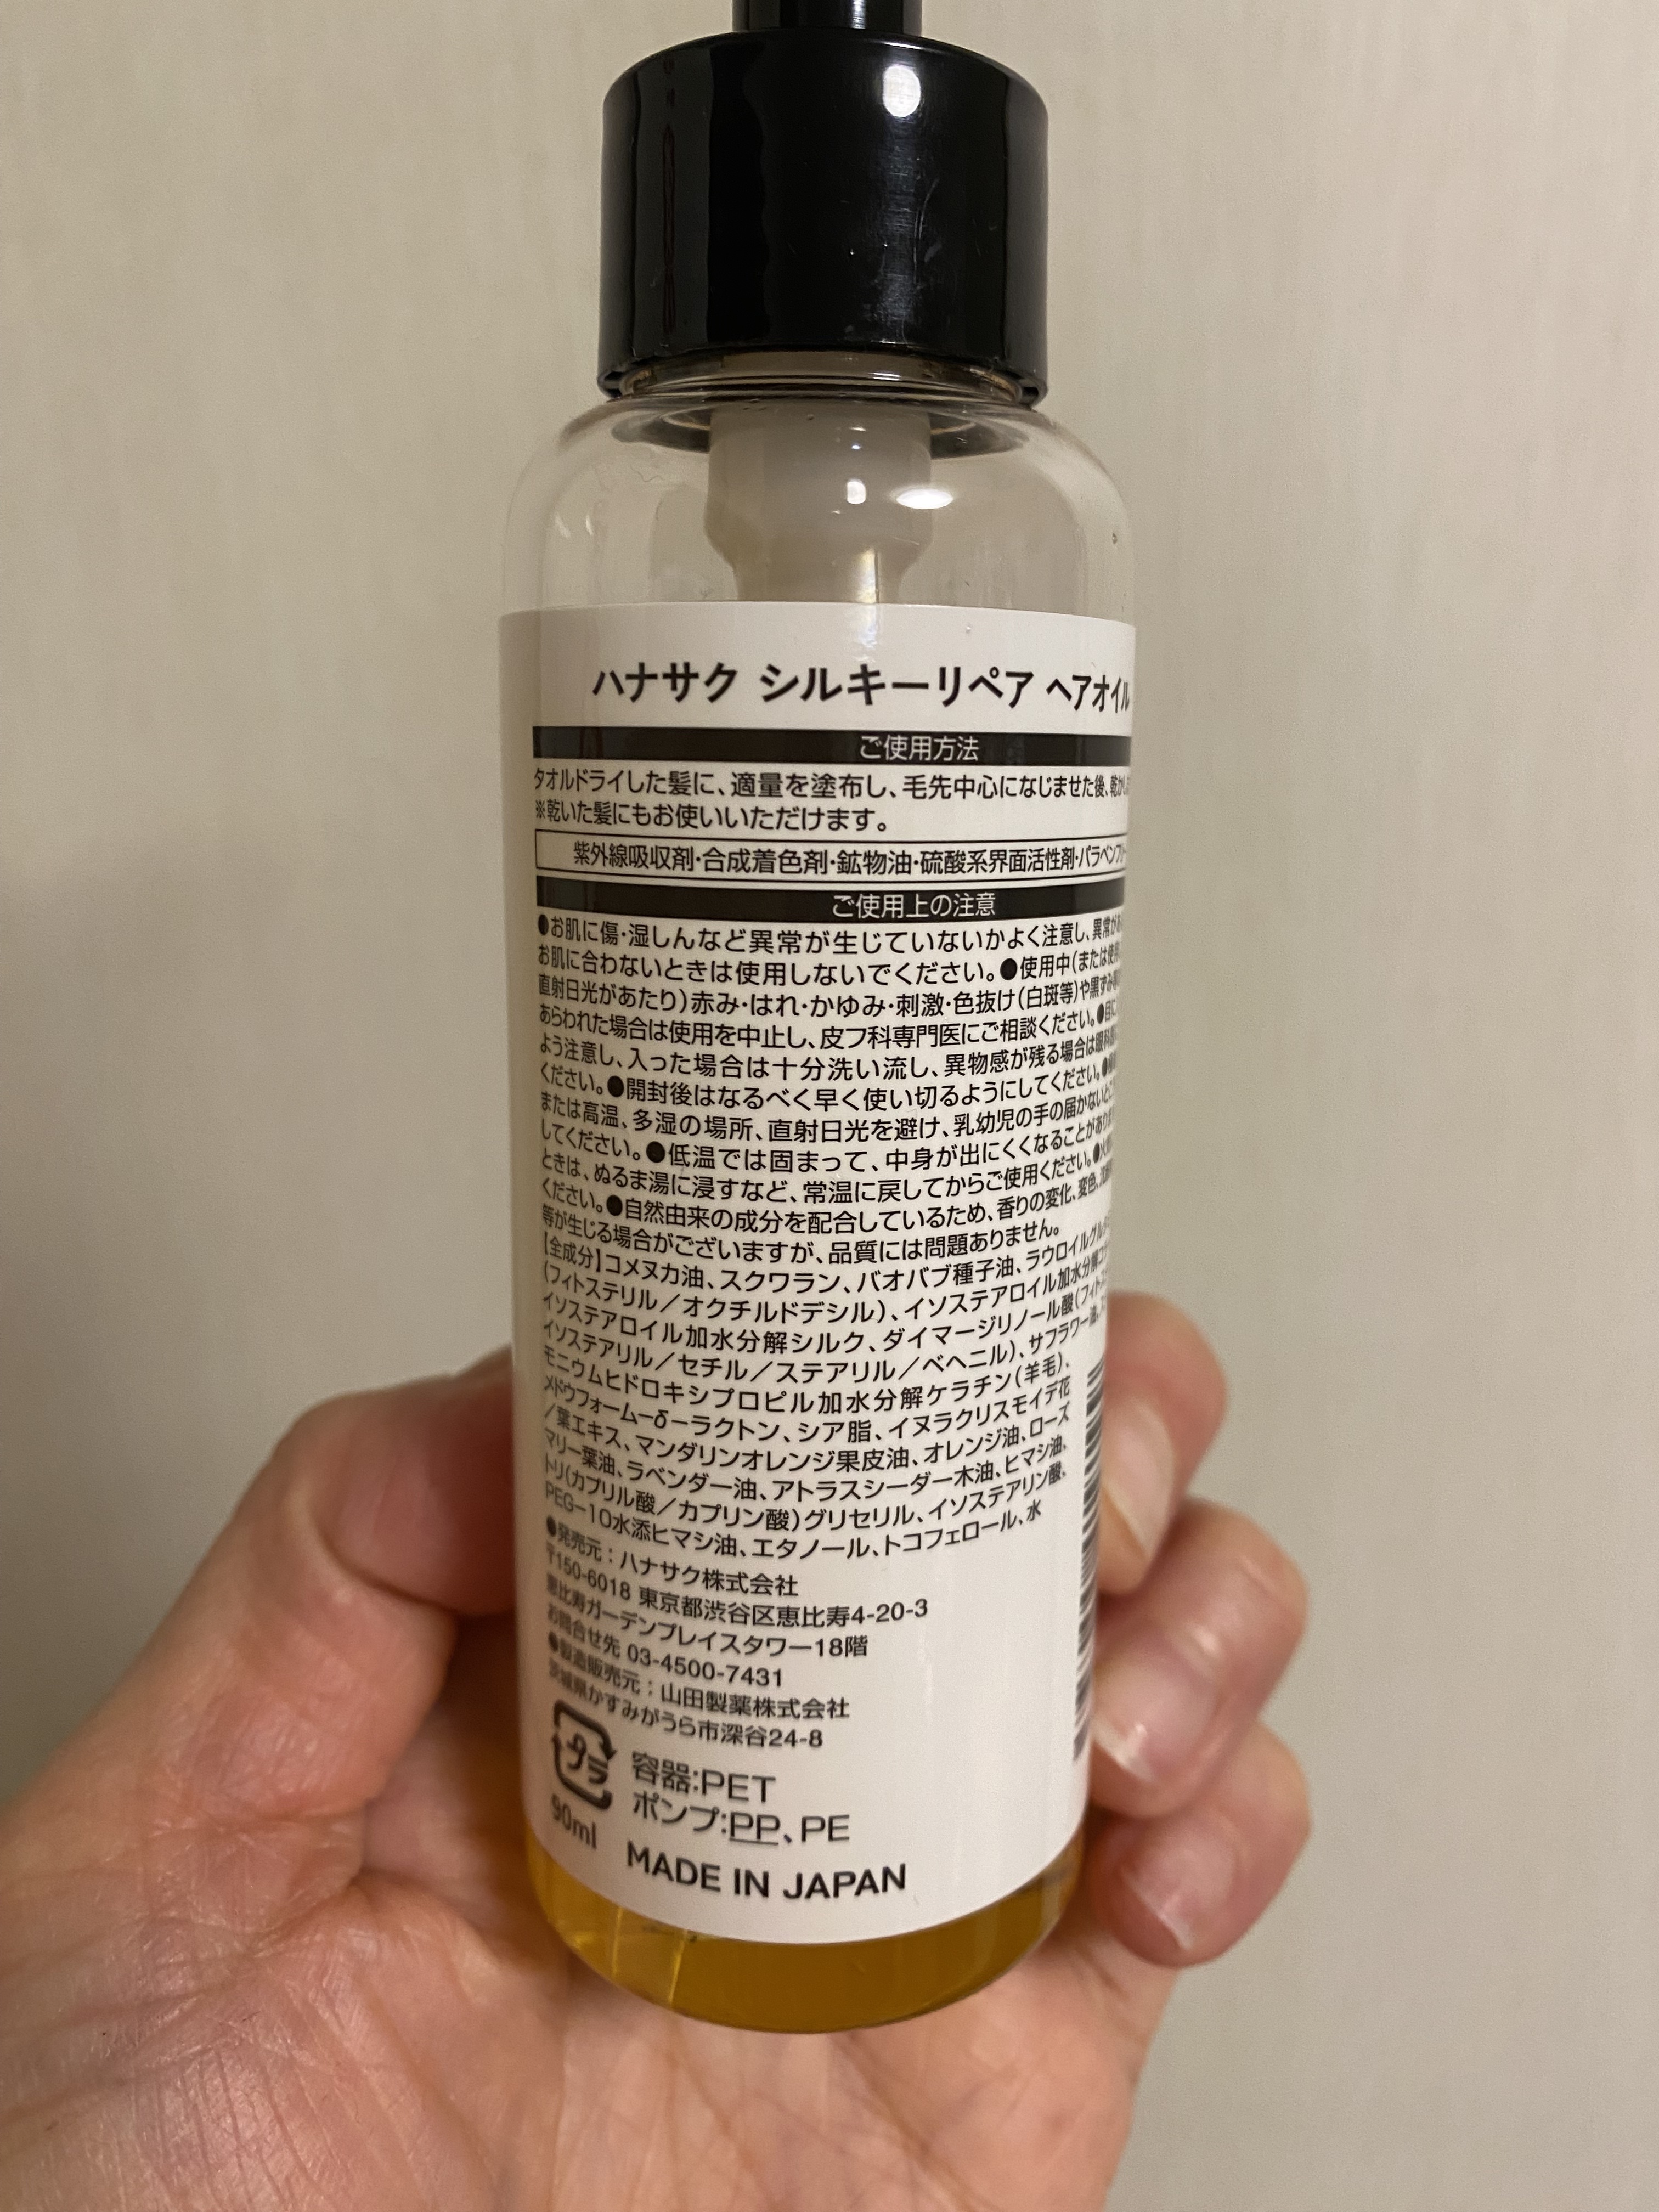 ハナサク シルキーリペア ヘアオイル
ご使用方法
タオルドライした髪に、適量を塗布し、毛先中心になじませた後、乾かし
※乾いた髪にもお使いいただけます。
紫外線吸収剤・合成着色剤・鉱物油・硫酸系界面活性剤・パラベンフリー
ご使用上の注意
●お肌に傷・湿しんなど異常が生じていないかよく注意し、異常が
お肌に合わないときは使用しないでください。●使用中(または使用
直射日光があたり)赤み・はれ・かゆみ・刺激・色抜け(白斑等)や黒ずみ
あらわれた場合は使用を中止し、皮フ科専門医にご相談ください。●目に
よう注意し、入った場合は十分洗い流し、異物感が残る場合は眼科
ください。●開封後はなるべく早く使い切るようにしてください。●
または高温、多湿の場所、直射日光を避け、乳幼児の手の届かないところ
してください。●低温では固まって、中身が出にくくなることがあり
ときは、ぬるま湯に浸すなど、常温に戻してからご使用ください。●火
ください。●自然由来の成分を配合しているため、香りの変化、変色、沈殿
等が生じる場合がございますが、品質には問題ありません。
【全成分】コメヌカ油、スクワラン、バオバブ種子油、ラウロイルグル
(フィトステリル/オクチルドデシル)、イソステアロイル加水分解コ
イソステアロイル加水分解シルク、ダイマージリノール酸(フィト
イソステアリル/セチル/ステアリル/ベヘニル)、サフラワー油、
モニウムヒドロキシプロピル加水分解ケラチン(羊毛)、
メドウフォーム-δ-ラクトン、シア脂、イヌラクリスモイデ花
/葉エキス、マンダリンオレンジ果皮油、オレンジ油、ローズ
マリー葉油、ラベンダー油、アトラスシーダー木油、ヒマシ油、
トリ(カプリル酸/カプリン酸)グリセリル、イソステアリン酸、
PEG-10水添ヒマシ油、エタノール、トコフェロール、水
●発売元：ハナサク株式会社
〒150-6018 東京都渋谷区恵比寿4-20-3
恵比寿ガーデンプレイスタワー18階
お問合せ先 03-4500-7431
●製造販売元：山田製薬株式会社
茨城県かすみがうら市深谷24-8
プラ
容器:PET
ポンプ:PP、PE
90ml
MADE IN JAPAN